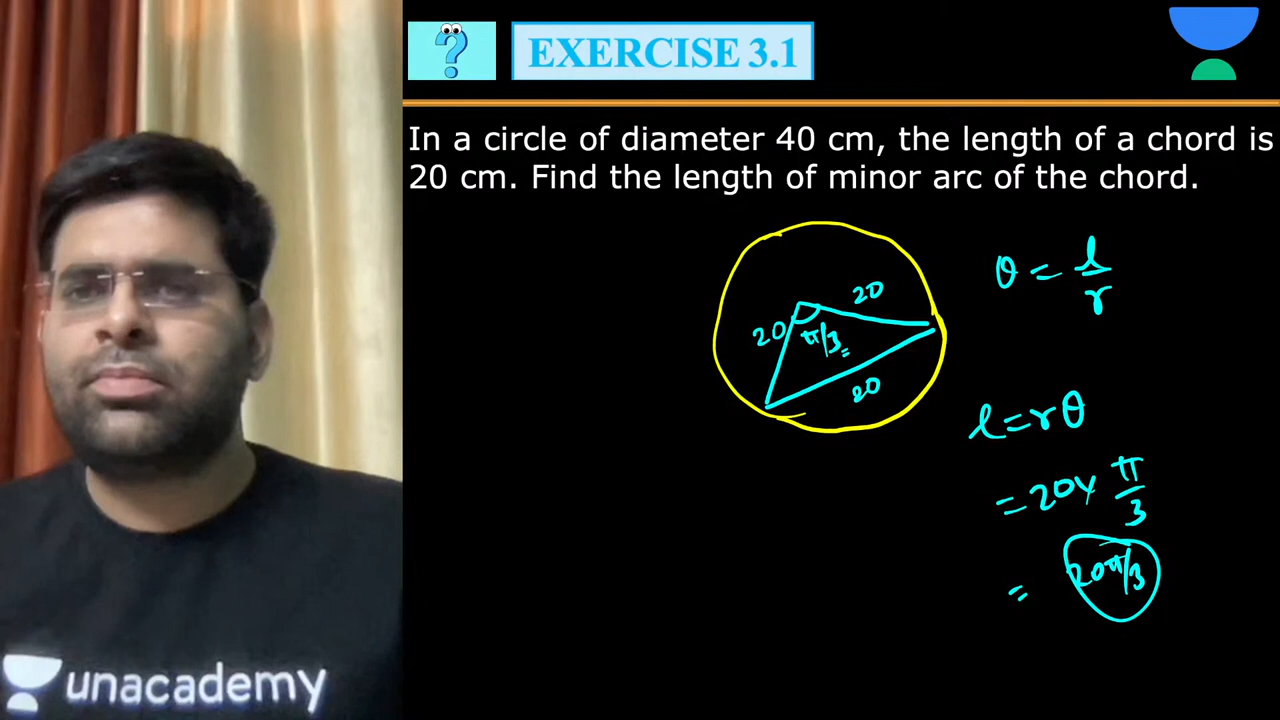 ?
EXERCISE 3.1
In a circle of diameter 40 cm, the length of a chord is
20 cm. Find the length of minor arc of the chord.
θ = l/r
20
20
π/3
20
l = rθ
= 20 × π/3
= 20π/3
unacademy